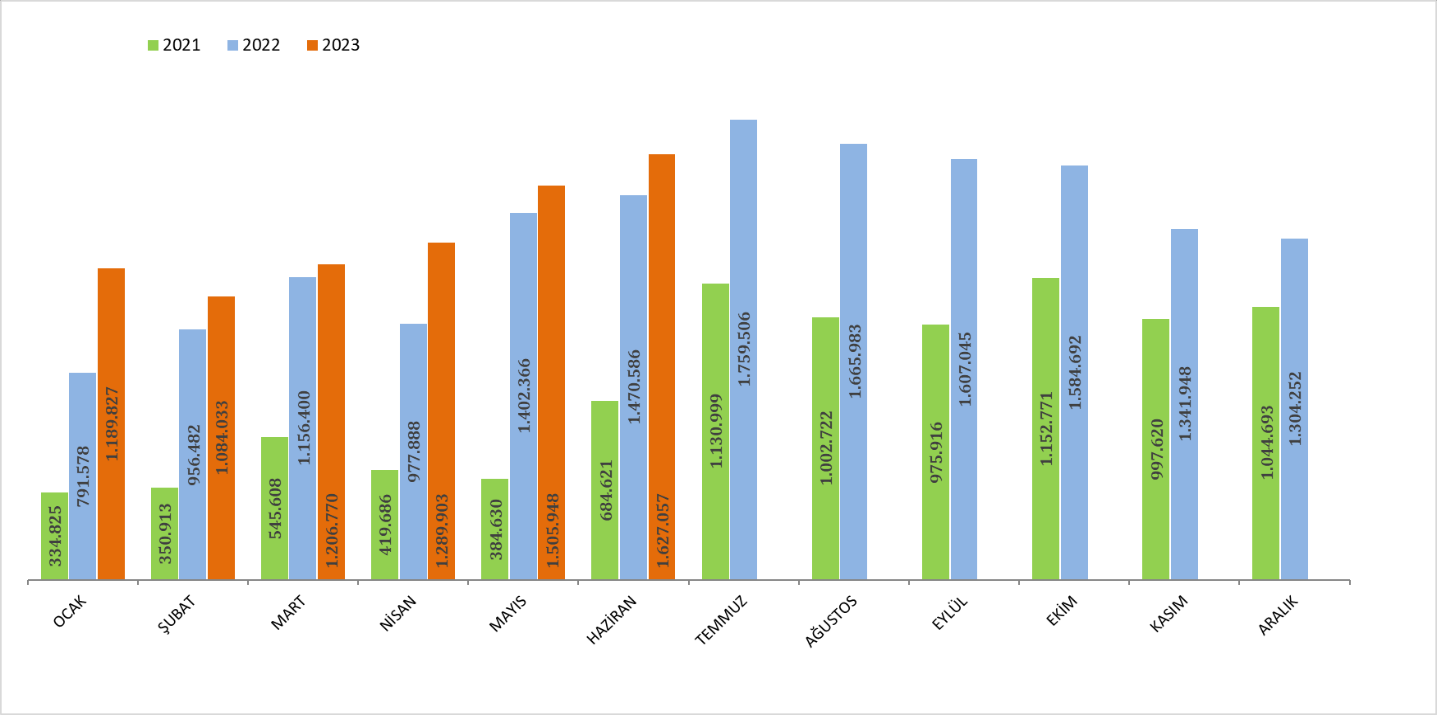 2021 2022 2023
334.825 791.578 1.189.827
350.913 956.482 1.084.033
545.608 1.156.400 1.206.770
419.686 977.888 1.289.903
384.630 1.402.366 1.505.948
684.621 1.470.586 1.627.057
1.130.999 1.759.506
1.002.722 1.665.983
975.916 1.607.045
1.152.771 1.584.692
997.620 1.341.948
1.044.693 1.304.252
OCAK ŞUBAT MART NİSAN MAYIS HAZİRAN TEMMUZ AĞUSTOS EYLÜL EKİM KASIM ARALIK